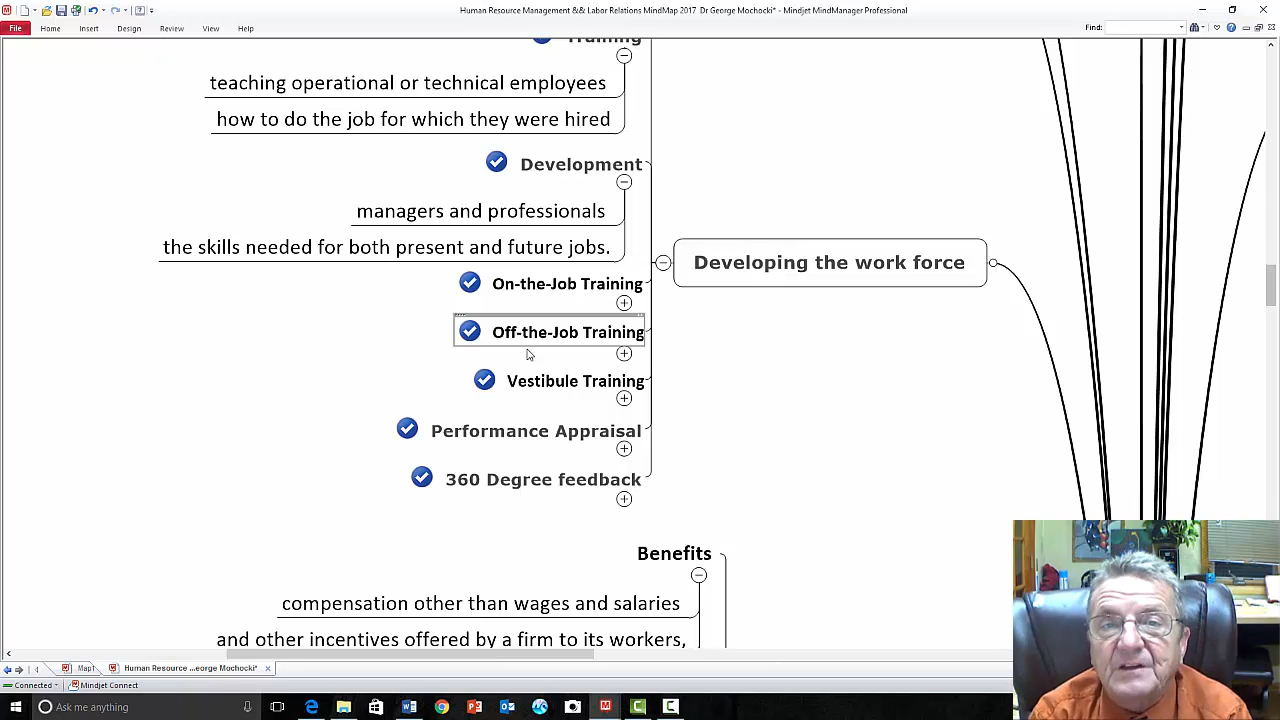 Human Resource Management && Labor Relations MindMap 2017 Dr George Mochocki* - Mindjet MindManager Professional
File Home Insert Design Review View Help Find:
Training
teaching operational or technical employees
how to do the job for which they were hired
Development
managers and professionals
the skills needed for both present and future jobs.
Developing the work force
On-the-Job Training
Off-the-Job Training
Vestibule Training
Performance Appraisal
360 Degree feedback
Benefits
compensation other than wages and salaries
and other incentives offered by a firm to its workers,
Map1 Human Resource ...eorge Mochocki*
Connected Mindjet Connect
Ask me anything